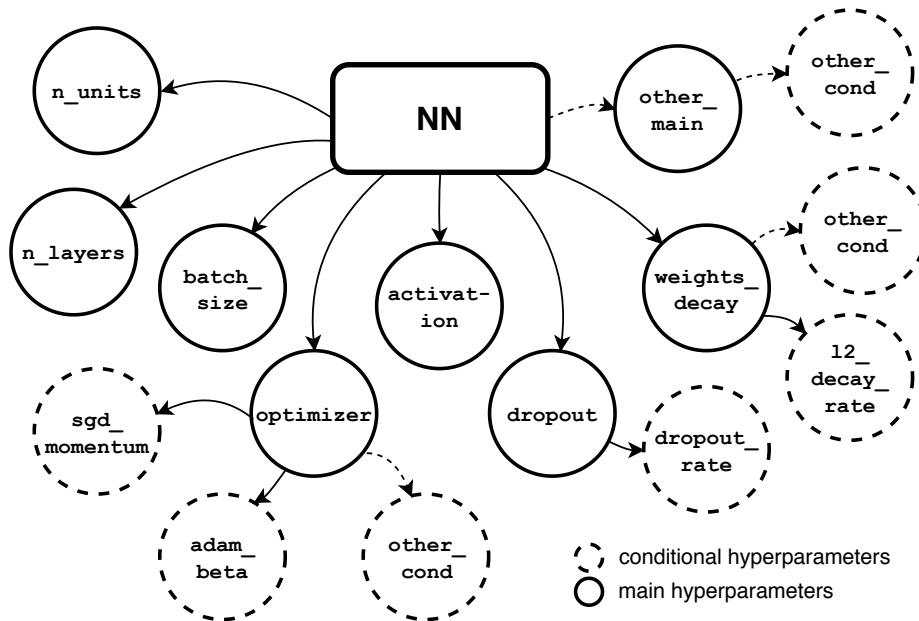 n_units
NN
other_
main
other_
cond
n_layers
batch_
size
activat-
ion
weights_
decay
other_
cond
l2_
decay_
rate
sgd_
momentum
optimizer
dropout
dropout_
rate
adam_
beta
other_
cond
conditional hyperparameters
main hyperparameters